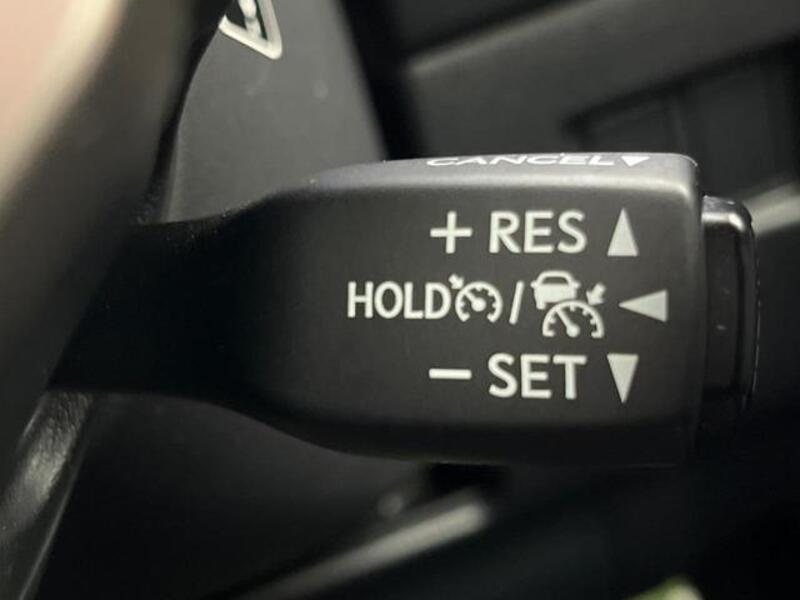 CANCEL▼
+ RES ▲
HOLD / ◀
− SET ▼